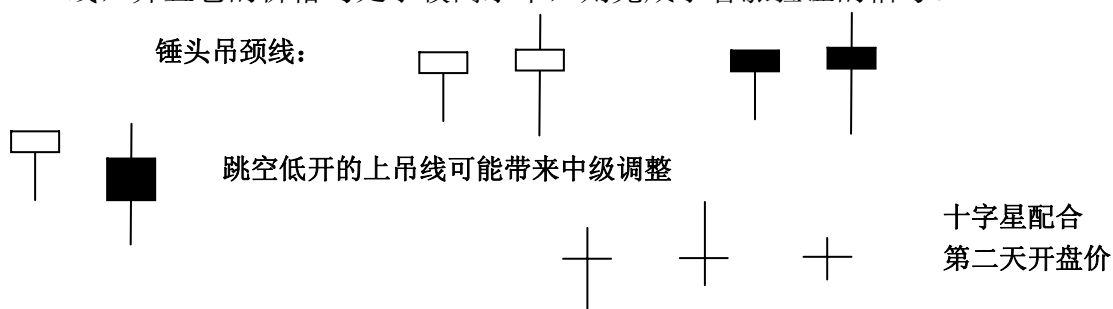 锤头吊颈线：
跳空低开的上吊线可能带来中级调整
十字星配合
第二天开盘价